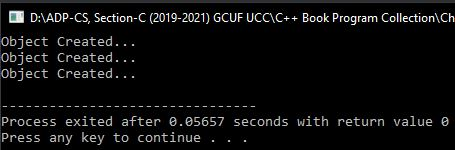 D:\ADP-CS, Section-C (2019-2021) GCUF UCC\C++ Book Program Collection\Ch
Object Created...
Object Created...
Object Created...
--------------------------------
Process exited after 0.05657 seconds with return value 0
Press any key to continue . . .